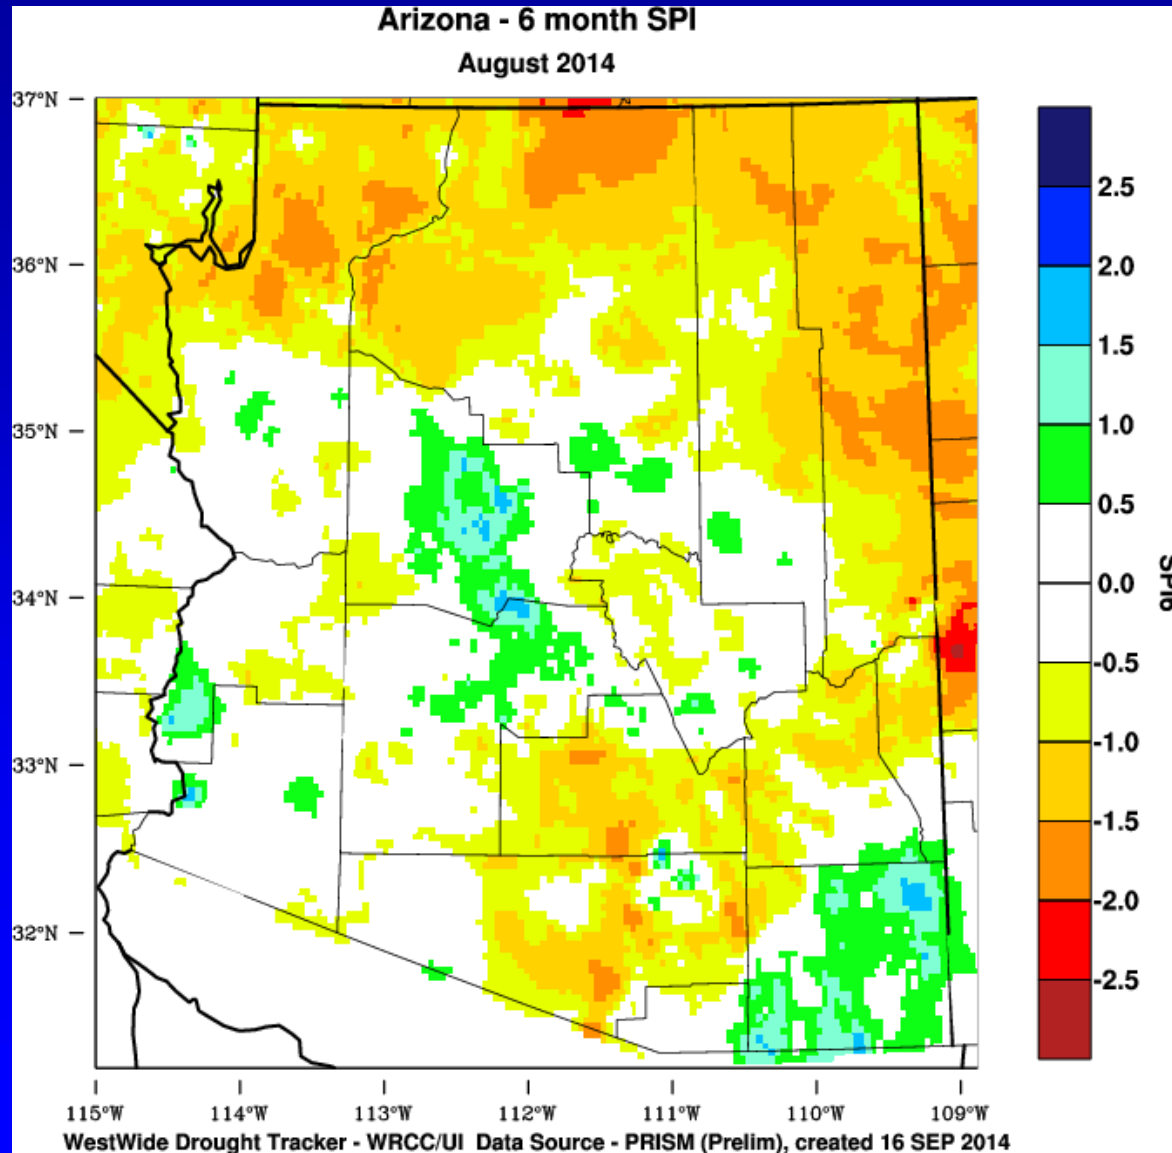 Arizona - 6 month SPI
August 2014
37°N
36°N
35°N
34°N
33°N
32°N
115°W 114°W 113°W 112°W 111°W 110°W 109°W
2.5
2.0
1.5
1.0
0.5
0.0
-0.5
-1.0
-1.5
-2.0
-2.5
SPI6
WestWide Drought Tracker - WRCC/UI Data Source - PRISM (Prelim), created 16 SEP 2014